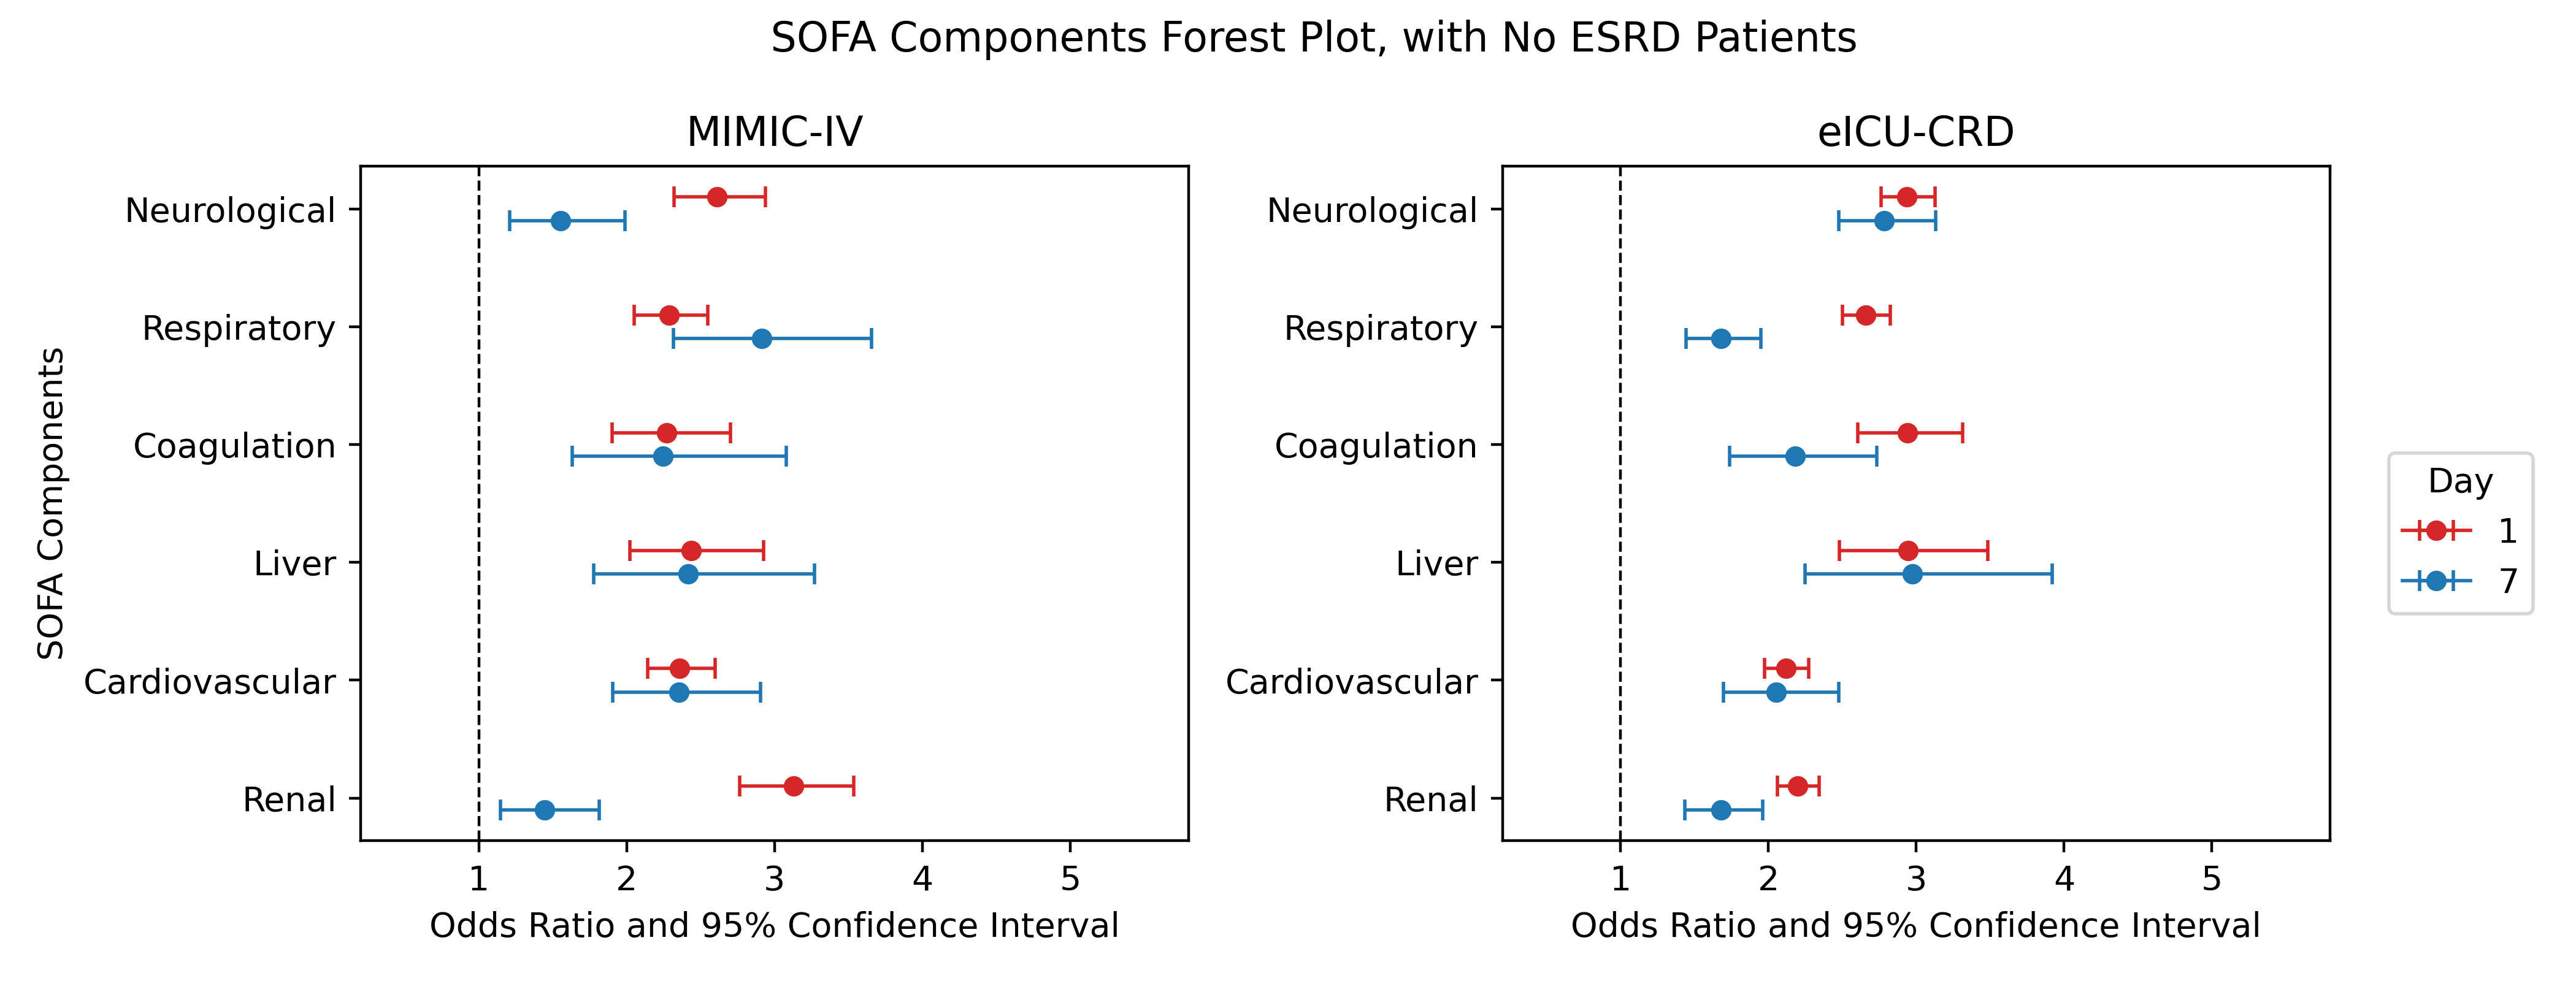 SOFA Components Forest Plot, with No ESRD Patients
MIMIC-IV
SOFA Components
Neurological
Respiratory
Coagulation
Liver
Cardiovascular
Renal
1 2 3 4 5
Odds Ratio and 95% Confidence Interval
eICU-CRD
Neurological
Respiratory
Coagulation
Liver
Cardiovascular
Renal
1 2 3 4 5
Odds Ratio and 95% Confidence Interval
Day
1
7